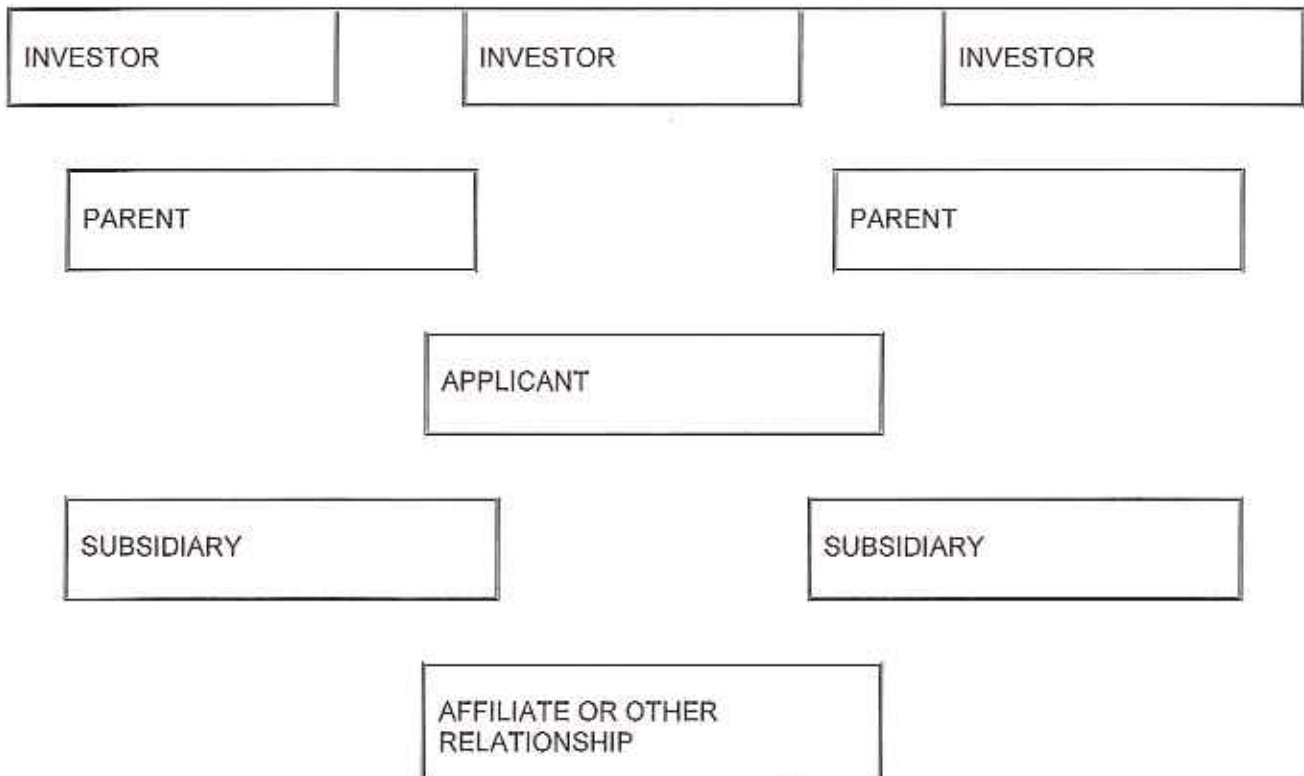 INVESTOR
INVESTOR
INVESTOR
PARENT
PARENT
APPLICANT
SUBSIDIARY
SUBSIDIARY
AFFILIATE OR OTHER
RELATIONSHIP